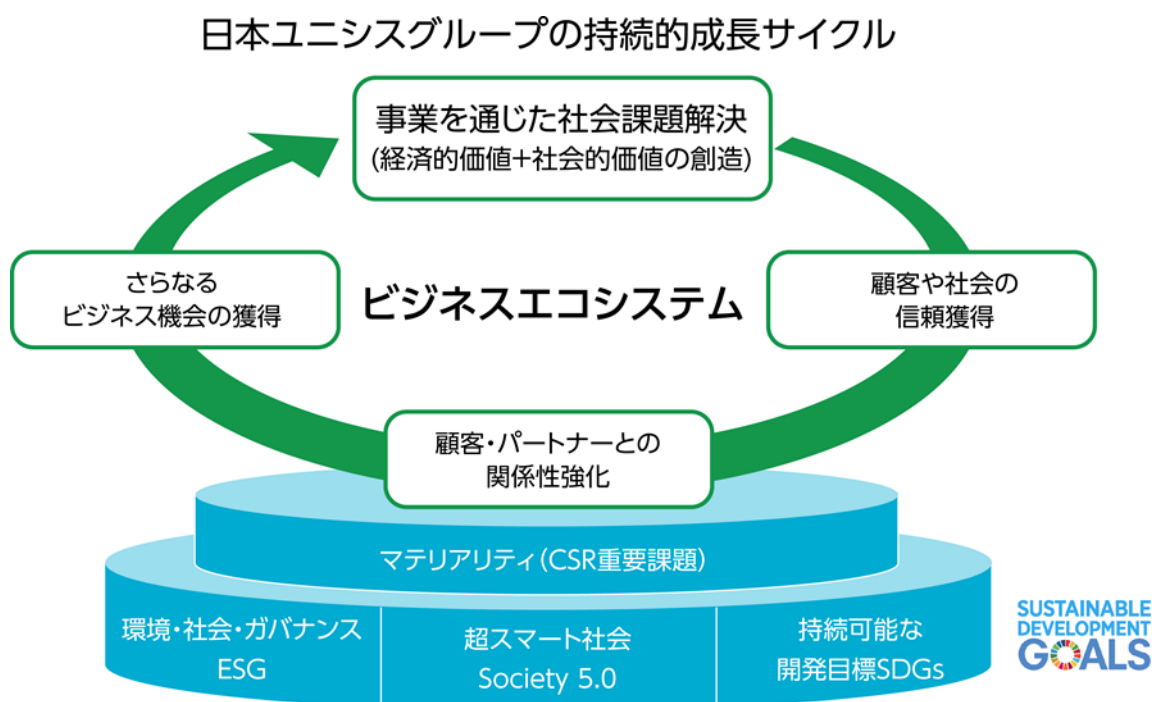 日本ユニシスグループの持続的成長サイクル
事業を通じた社会課題解決
(経済的価値+社会的価値の創造)
さらなる
ビジネス機会の獲得
ビジネスエコシステム
顧客や社会の
信頼獲得
顧客・パートナーとの
関係性強化
マテリアリティ(CSR重要課題)
環境・社会・ガバナンス
ESG
超スマート社会
Society 5.0
持続可能な
開発目標SDGs
SUSTAINABLE
DEVELOPMENT
GOALS